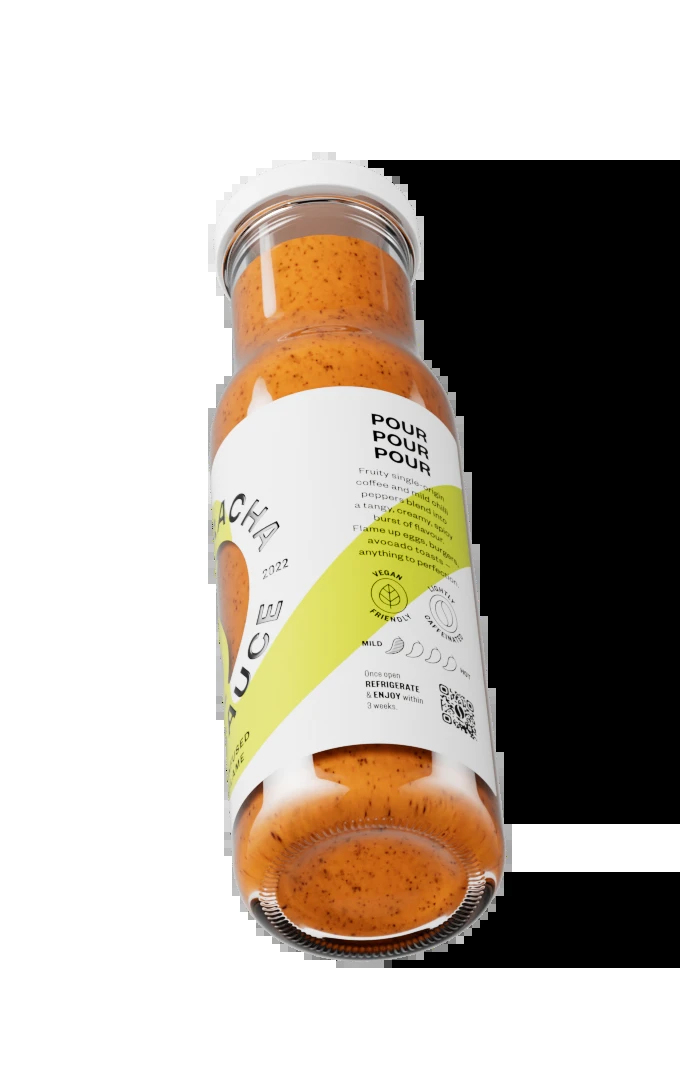 POUR
POUR
POUR
Fruity single-origin
coffee and mild chilli
peppers blend into
a tangy, creamy, spicy
burst of flavour.
Flame up eggs, burgers,
avocado toasts –
anything to perfection.
VEGAN
FRIENDLY
LIGHTLY
CAFFEINATED
MILD
HOT
Once open
REFRIGERATE
& ENJOY within
3 weeks.
ACHA
2022
AUCE
USED
AME